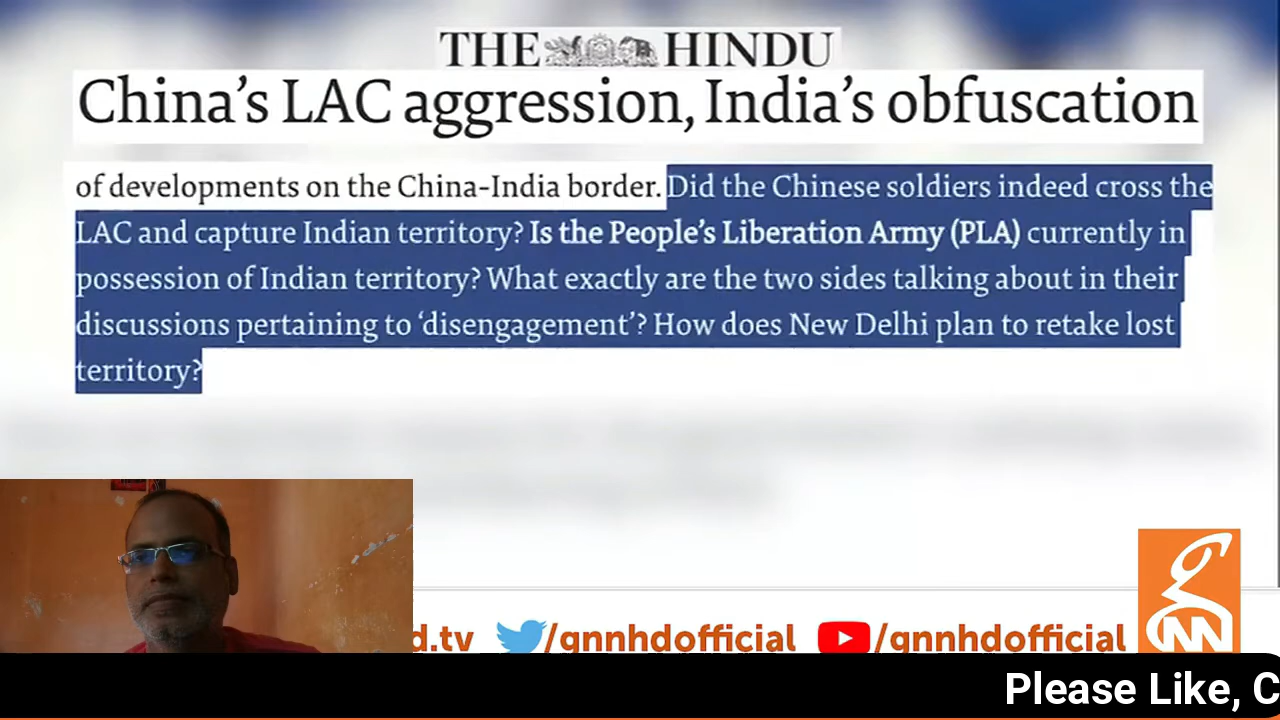 THE HINDU
China's LAC aggression, India's obfuscation
of developments on the China-India border. Did the Chinese soldiers indeed cross the
LAC and capture Indian territory? Is the People's Liberation Army (PLA) currently in
possession of Indian territory? What exactly are the two sides talking about in their
discussions pertaining to ‘disengagement’? How does New Delhi plan to retake lost
territory?
d.tv /gnnhdofficial /gnnhdofficial GNN
Please Like, C